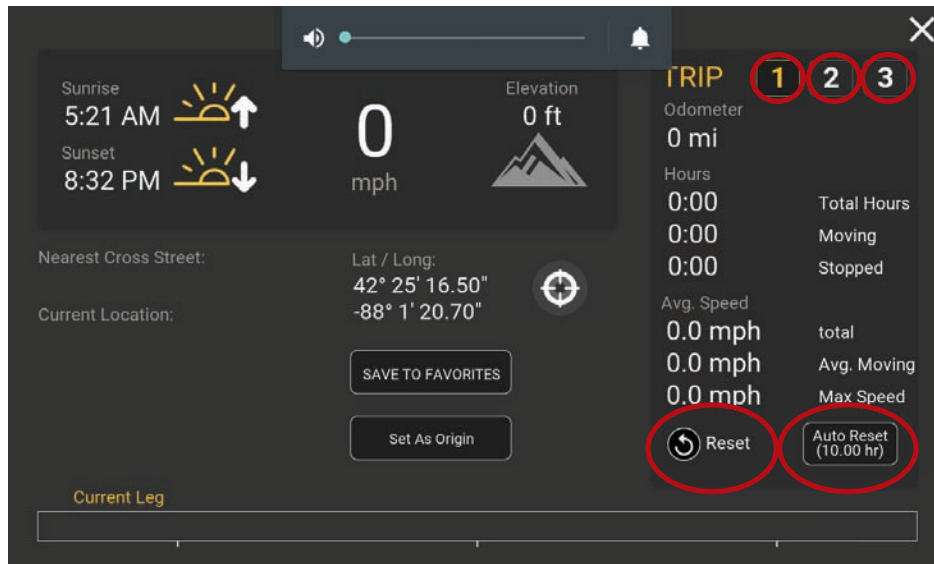 Sunrise
5:21 AM
Sunset
8:32 PM
0
mph
Elevation
0 ft
TRIP 1 2 3
Odometer
0 mi
Hours
0:00 Total Hours
0:00 Moving
0:00 Stopped
Avg. Speed
0.0 mph total
0.0 mph Avg. Moving
0.0 mph Max Speed
Reset
Auto Reset
(10.00 hr)
Nearest Cross Street:
Current Location:
Lat / Long:
42° 25' 16.50"
-88° 1' 20.70"
SAVE TO FAVORITES
Set As Origin
Current Leg